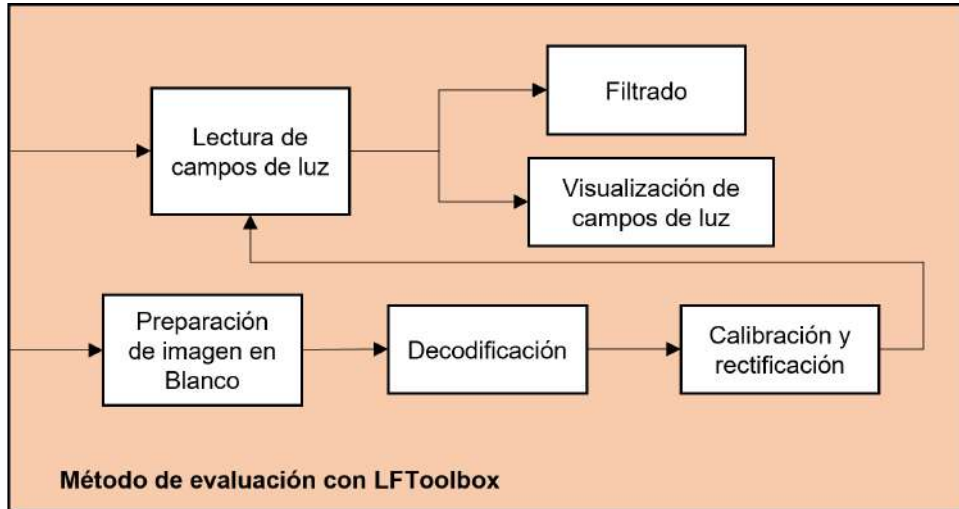 Filtrado
Lectura de
campos de luz
Visualización de
campos de luz
Preparación
de imagen en
Blanco
Decodificación
Calibración y
rectificación
Método de evaluación con LFToolbox